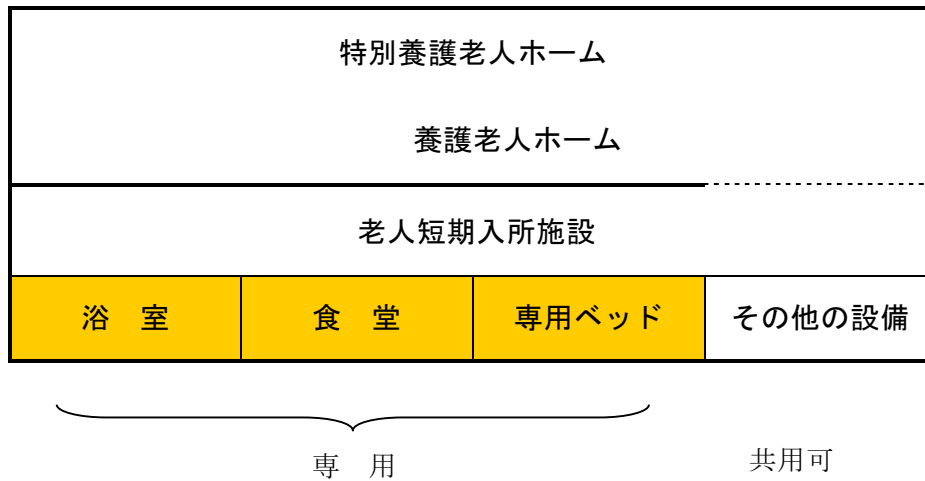 特別養護老人ホーム
養護老人ホーム
老人短期入所施設
浴　室　食　堂　専用ベッド　その他の設備
専　用　共用可